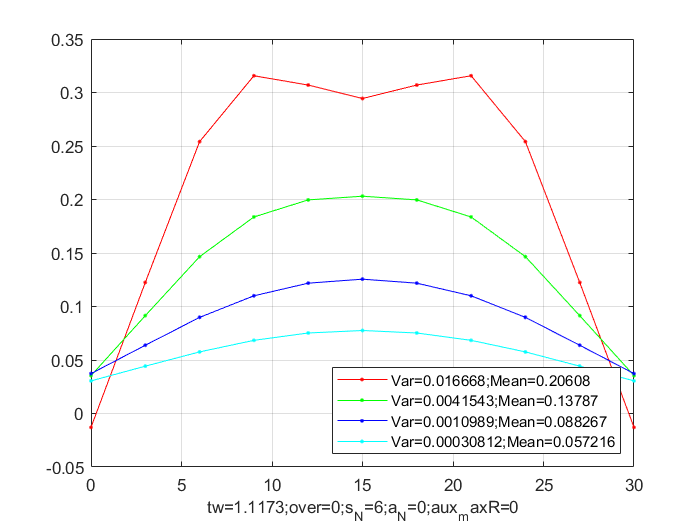 0.35
0.3
0.25
0.2
0.15
0.1
0.05
0
-0.05
Var=0.016668;Mean=0.20608
Var=0.0041543;Mean=0.13787
Var=0.0010989;Mean=0.088267
Var=0.00030812;Mean=0.057216
0 5 10 15 20 25 30
tw=1.1173;over=0;s_N=6;a_N=0;aux_maxR=0